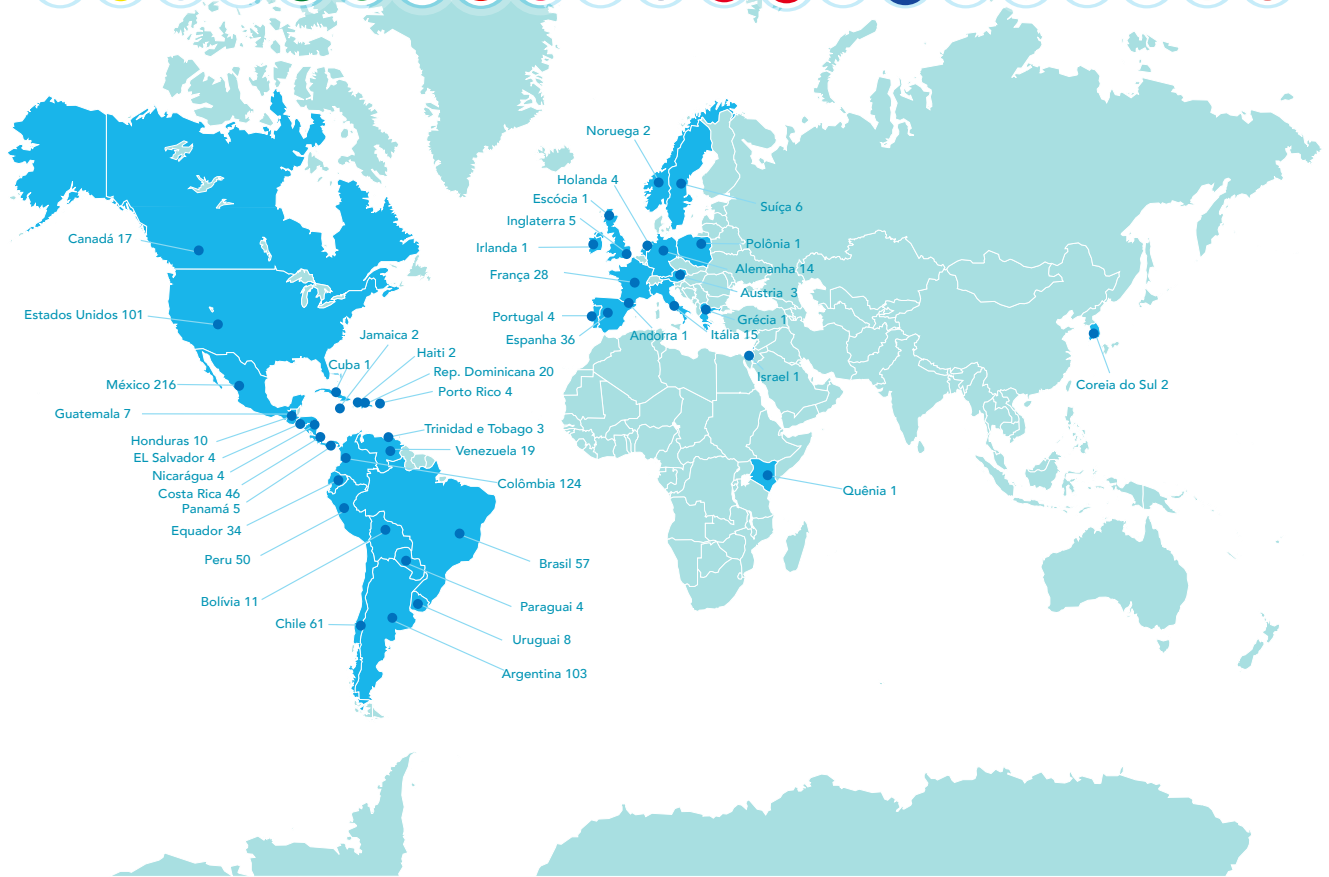 Noruega 2
Holanda 4
Escócia 1
Suíça 6
Inglaterra 5
Canadá 17
Irlanda 1
Polônia 1
Alemanha 14
França 28
Austria 3
Estados Unidos 101
Portugal 4
Grécia 1
Jamaica 2
Espanha 36
Andorra 1
Itália 15
Haiti 2
Cuba 1
Rep. Dominicana 20
Israel 1
México 216
Coreia do Sul 2
Porto Rico 4
Guatemala 7
Trinidad e Tobago 3
Honduras 10
Venezuela 19
EL Salvador 4
Nicarágua 4
Colômbia 124
Quênia 1
Costa Rica 46
Panamá 5
Equador 34
Peru 50
Brasil 57
Bolívia 11
Paraguai 4
Chile 61
Uruguai 8
Argentina 103